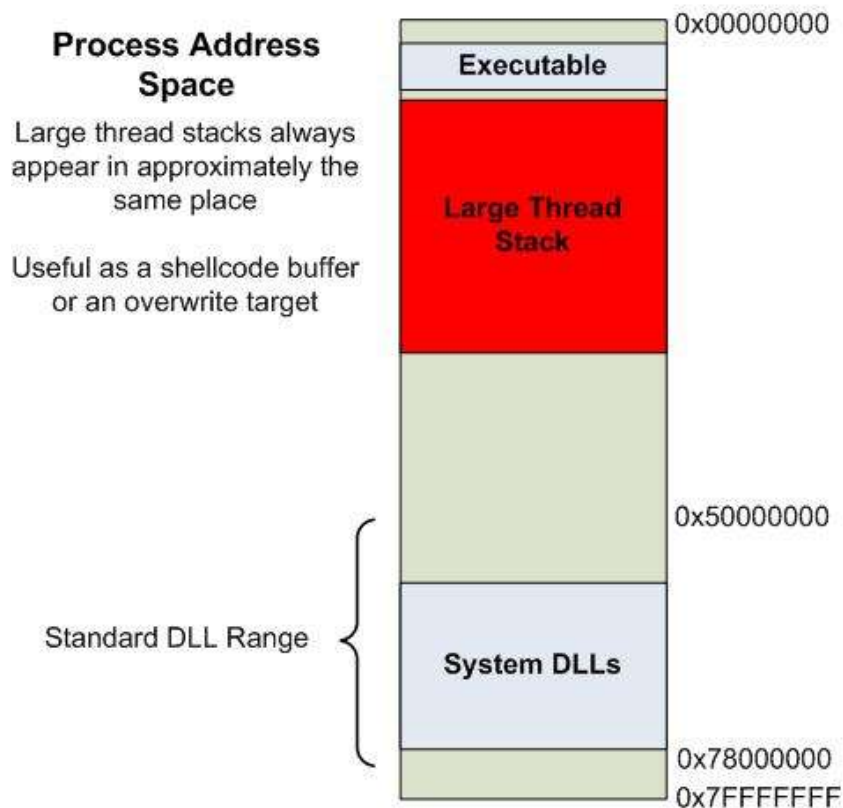 Process Address
Space
Large thread stacks always
appear in approximately the
same place
Useful as a shellcode buffer
or an overwrite target
0x00000000
Executable
Large Thread
Stack
0x50000000
Standard DLL Range
System DLLs
0x78000000
0x7FFFFFFF